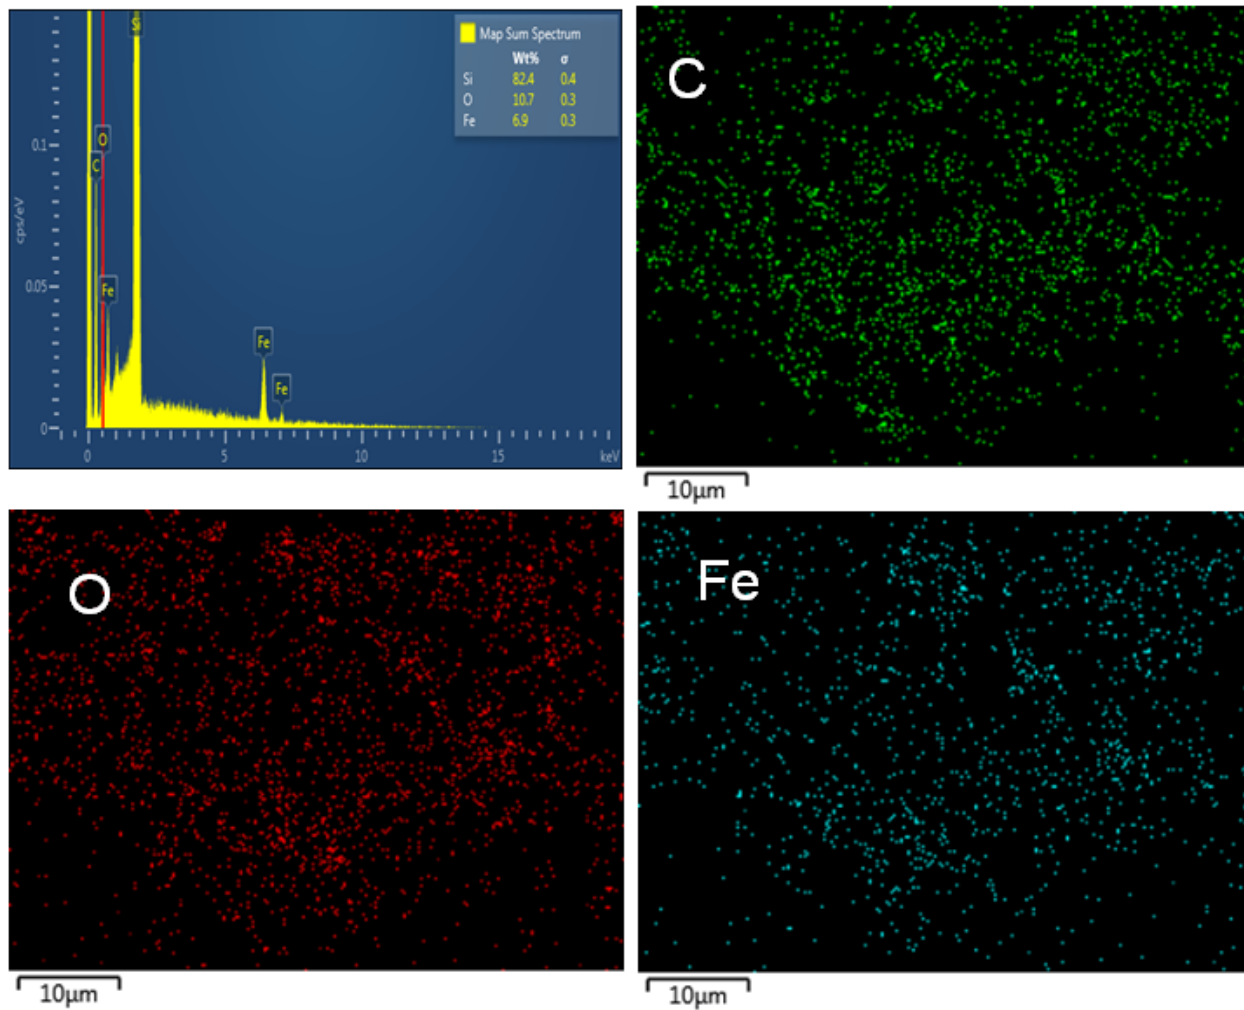 Si
Map Sum Spectrum
Wt% σ
Si 82.4 0.4
O 10.7 0.3
Fe 6.9 0.3
0.1
O
C
cps/eV
0.05
Fe
Fe
Fe
0
0 5 10 15 keV
C
10µm
O
10µm
Fe
10µm